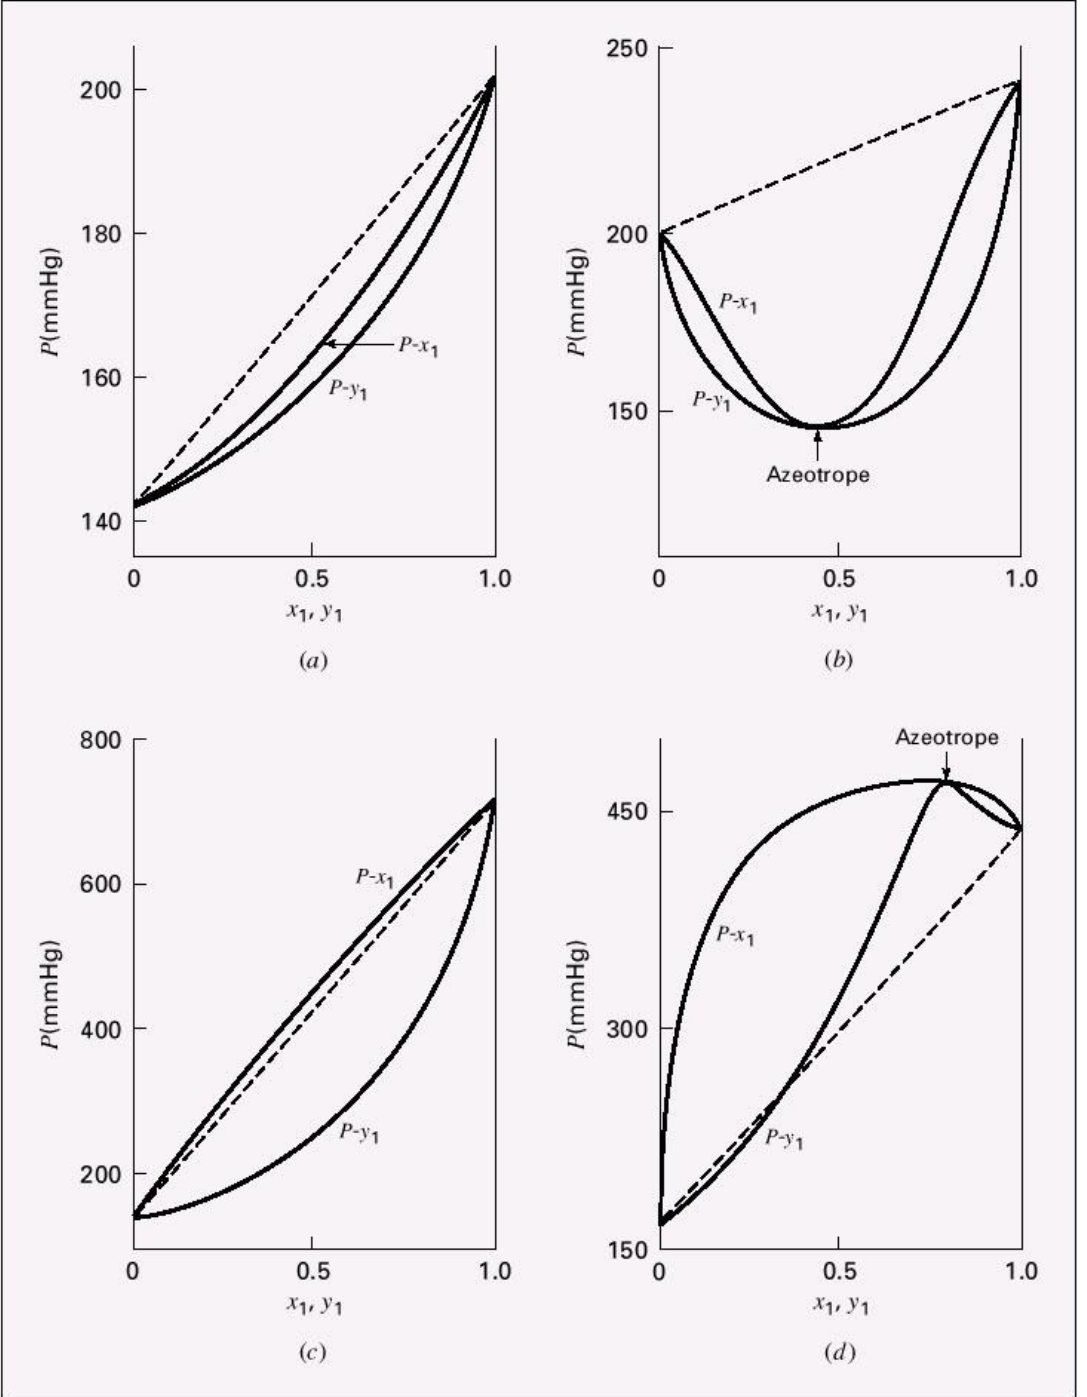 200
180
160
140
P(mmHg)
P-x1
P-y1
0 0.5 1.0
x1, y1
(a)
250
200
150
P(mmHg)
P-x1
P-y1
Azeotrope
0 0.5 1.0
x1, y1
(b)
800
600
400
200
P(mmHg)
P-x1
P-y1
0 0.5 1.0
x1, y1
(c)
Azeotrope
450
300
150
P(mmHg)
P-x1
P-y1
0 0.5 1.0
x1, y1
(d)